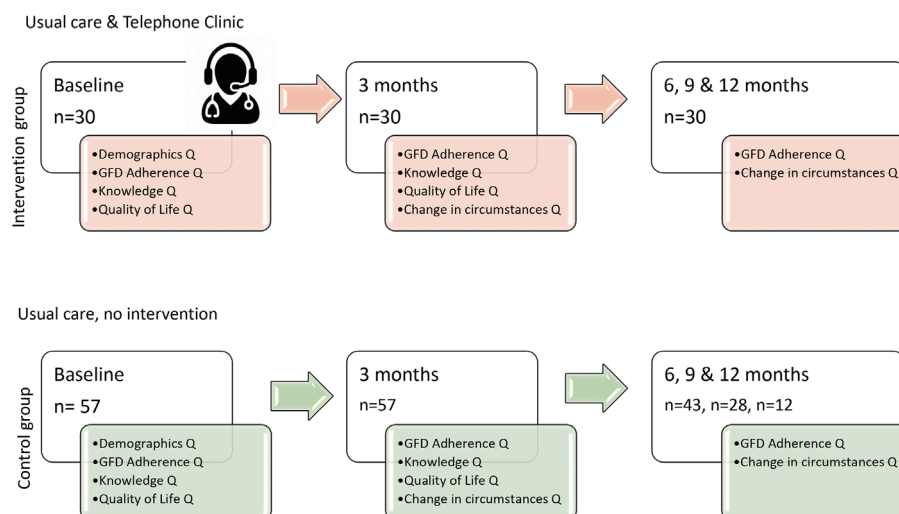 Usual care & Telephone Clinic
Intervention group
Baseline
n=30
•Demographics Q
•GFD Adherence Q
•Knowledge Q
•Quality of Life Q
3 months
n=30
•GFD Adherence Q
•Knowledge Q
•Quality of Life Q
•Change in circumstances Q
6, 9 & 12 months
n=30
•GFD Adherence Q
•Change in circumstances Q
Usual care, no intervention
Control group
Baseline
n= 57
•Demographics Q
•GFD Adherence Q
•Knowledge Q
•Quality of Life Q
3 months
n=57
•GFD Adherence Q
•Knowledge Q
•Quality of Life Q
•Change in circumstances Q
6, 9 & 12 months
n=43, n=28, n=12
•GFD Adherence Q
•Change in circumstances Q